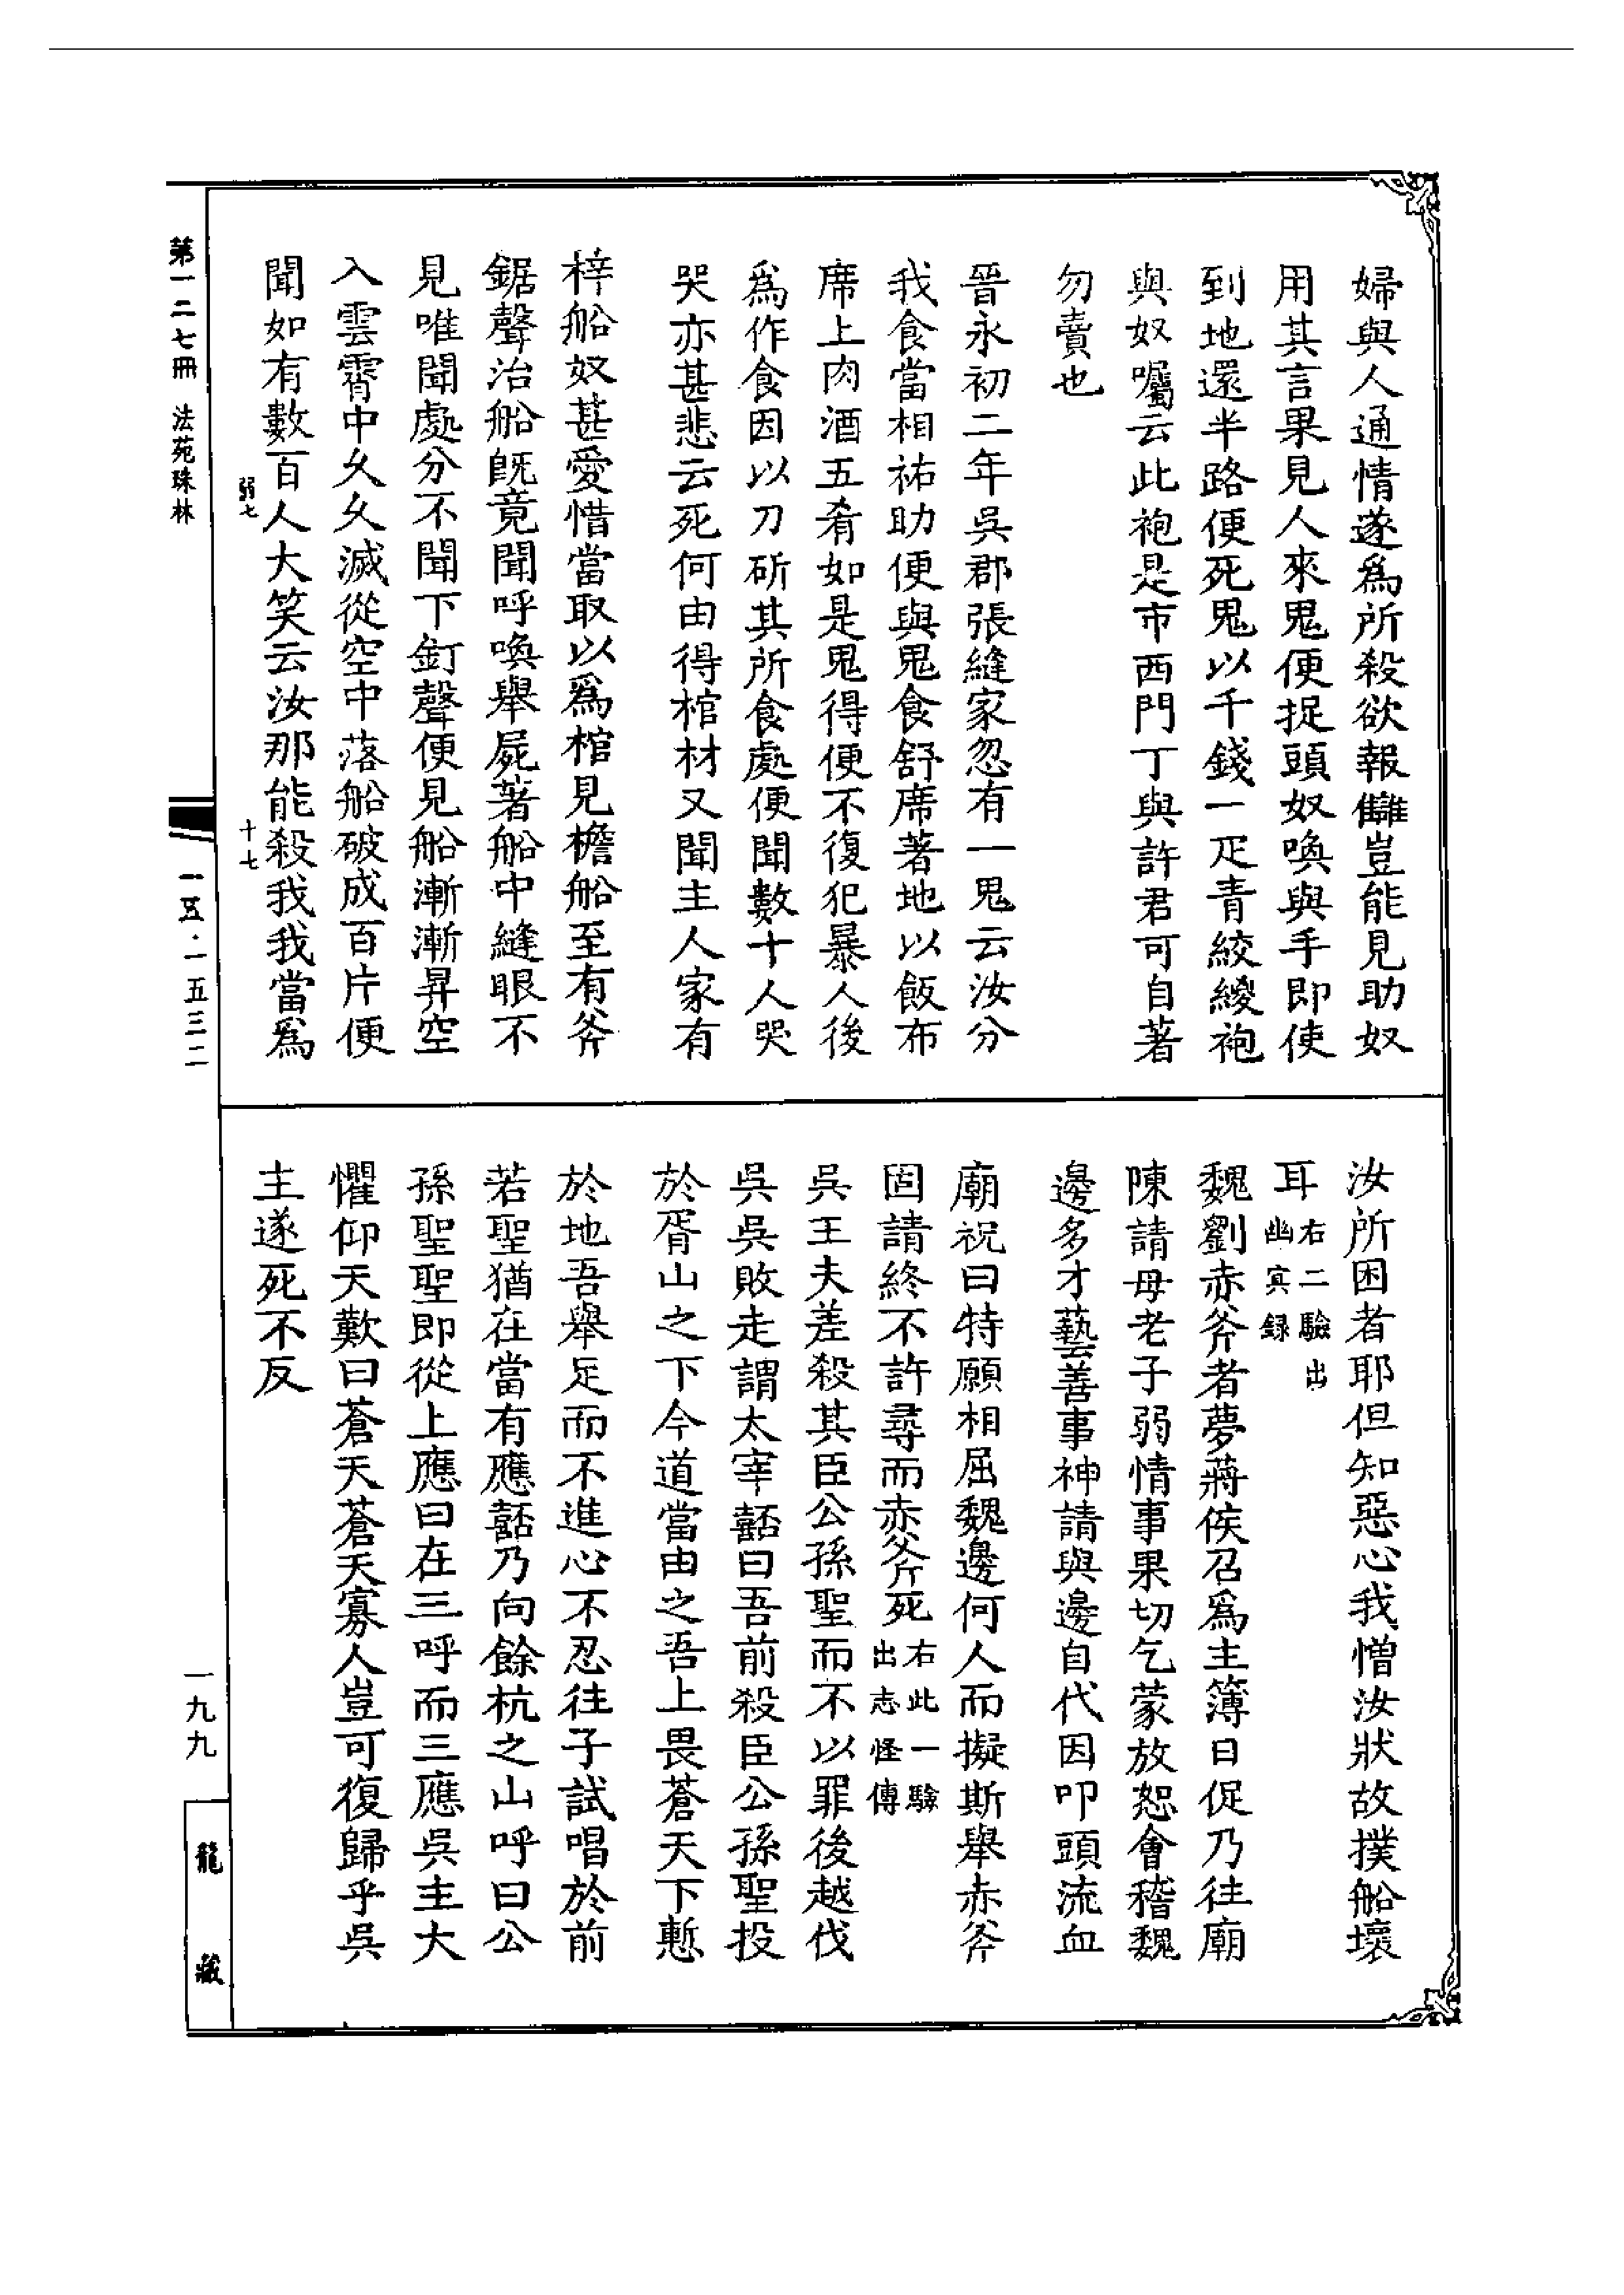 婦與人通情遂爲所殺欲報讎豈能見助奴
用其言果見人來鬼便捉頭奴喚與手即使
到地還半路便死鬼以千錢一疋青絞綾袍
與奴囑云此袍是市西門丁與許君可自著
勿賣也
晉永初二年吳郡張縫家忽有一鬼云汝分
我食當相祐助便與鬼食舒席著地以飯布
席上肉酒五肴如是鬼得便不復犯暴人後
爲作食因以刀斫其所食處便聞數十人哭
哭亦甚悲云死何由得棺材又聞主人家有
梓船奴甚愛惜當取以爲棺見檐船至有斧
鋸聲治船旣竟聞呼喚舉屍著船中縫眼不
見唯聞處分不聞下釘聲便見船漸漸昇空
入雲霄中久久滅從空中落船破成百片便
聞如有數百人大笑云汝那能殺我我當爲
弱七
十七
汝所困者耶但知惡心我憎汝狀故撲船壞
耳右二驗出
幽冥録
魏劉赤斧者夢蔣侯召爲主簿日促乃往廟
陳請母老子弱情事果切乞蒙放恕會稽魏
邊多才藝善事神請與邊自代因叩頭流血
廟祝曰特願相屈魏邊何人而擬斯舉赤斧
固請終不許尋而赤斧死右此一驗
出志怪傳
吳王夫差殺其臣公孫聖而不以罪後越伐
吳吳敗走謂太宰嚭曰吾前殺臣公孫聖投
於胥山之下今道當由之吾上畏蒼天下慙
於地吾舉足而不進心不忍往子試唱於前
若聖猶在當有應嚭乃向餘杭之山呼曰公
孫聖聖即從上應曰在三呼而三應吳主大
懼仰天歎曰蒼天蒼天寡人豈可復歸乎吳
主遂死不反
第一二七冊 法苑珠林
一五·一五三二
一九九
龍藏